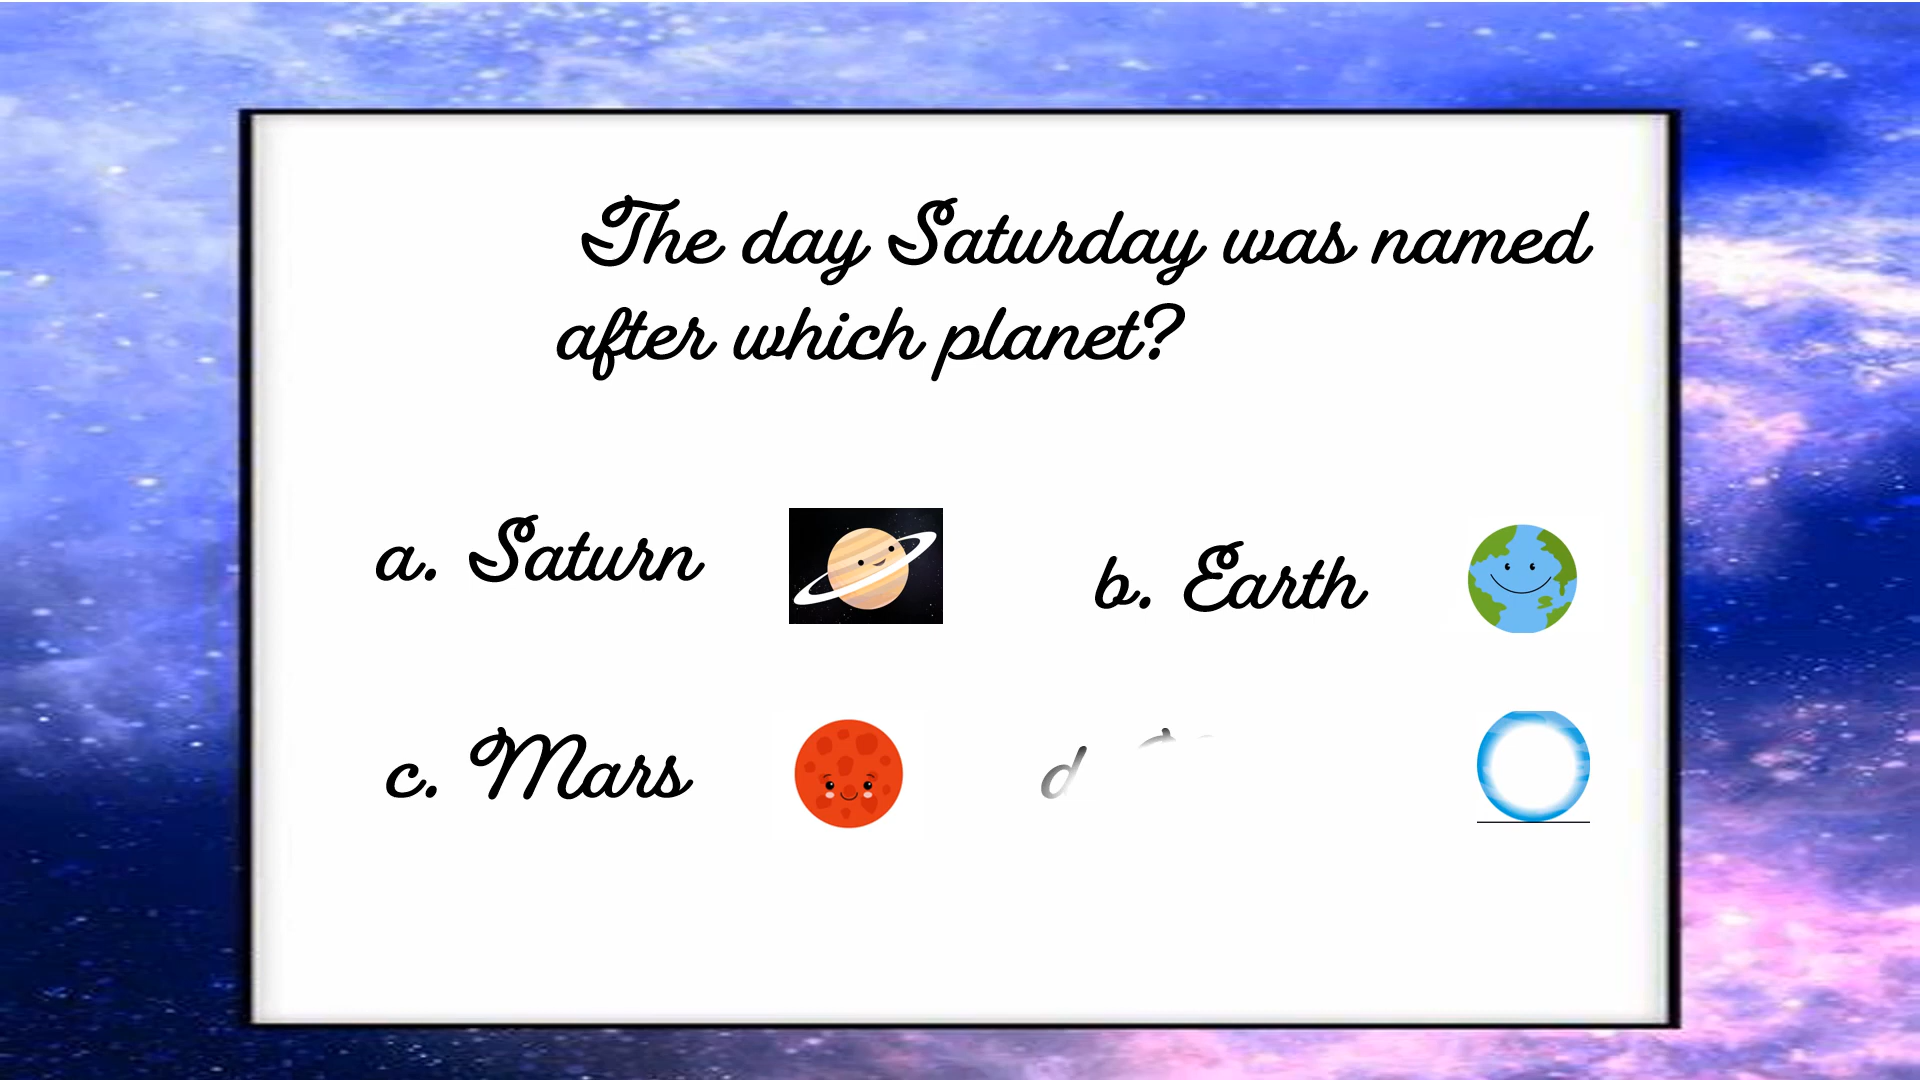 The day Saturday was named
after which planet?
a. Saturn
b. Earth
c. Mars
d